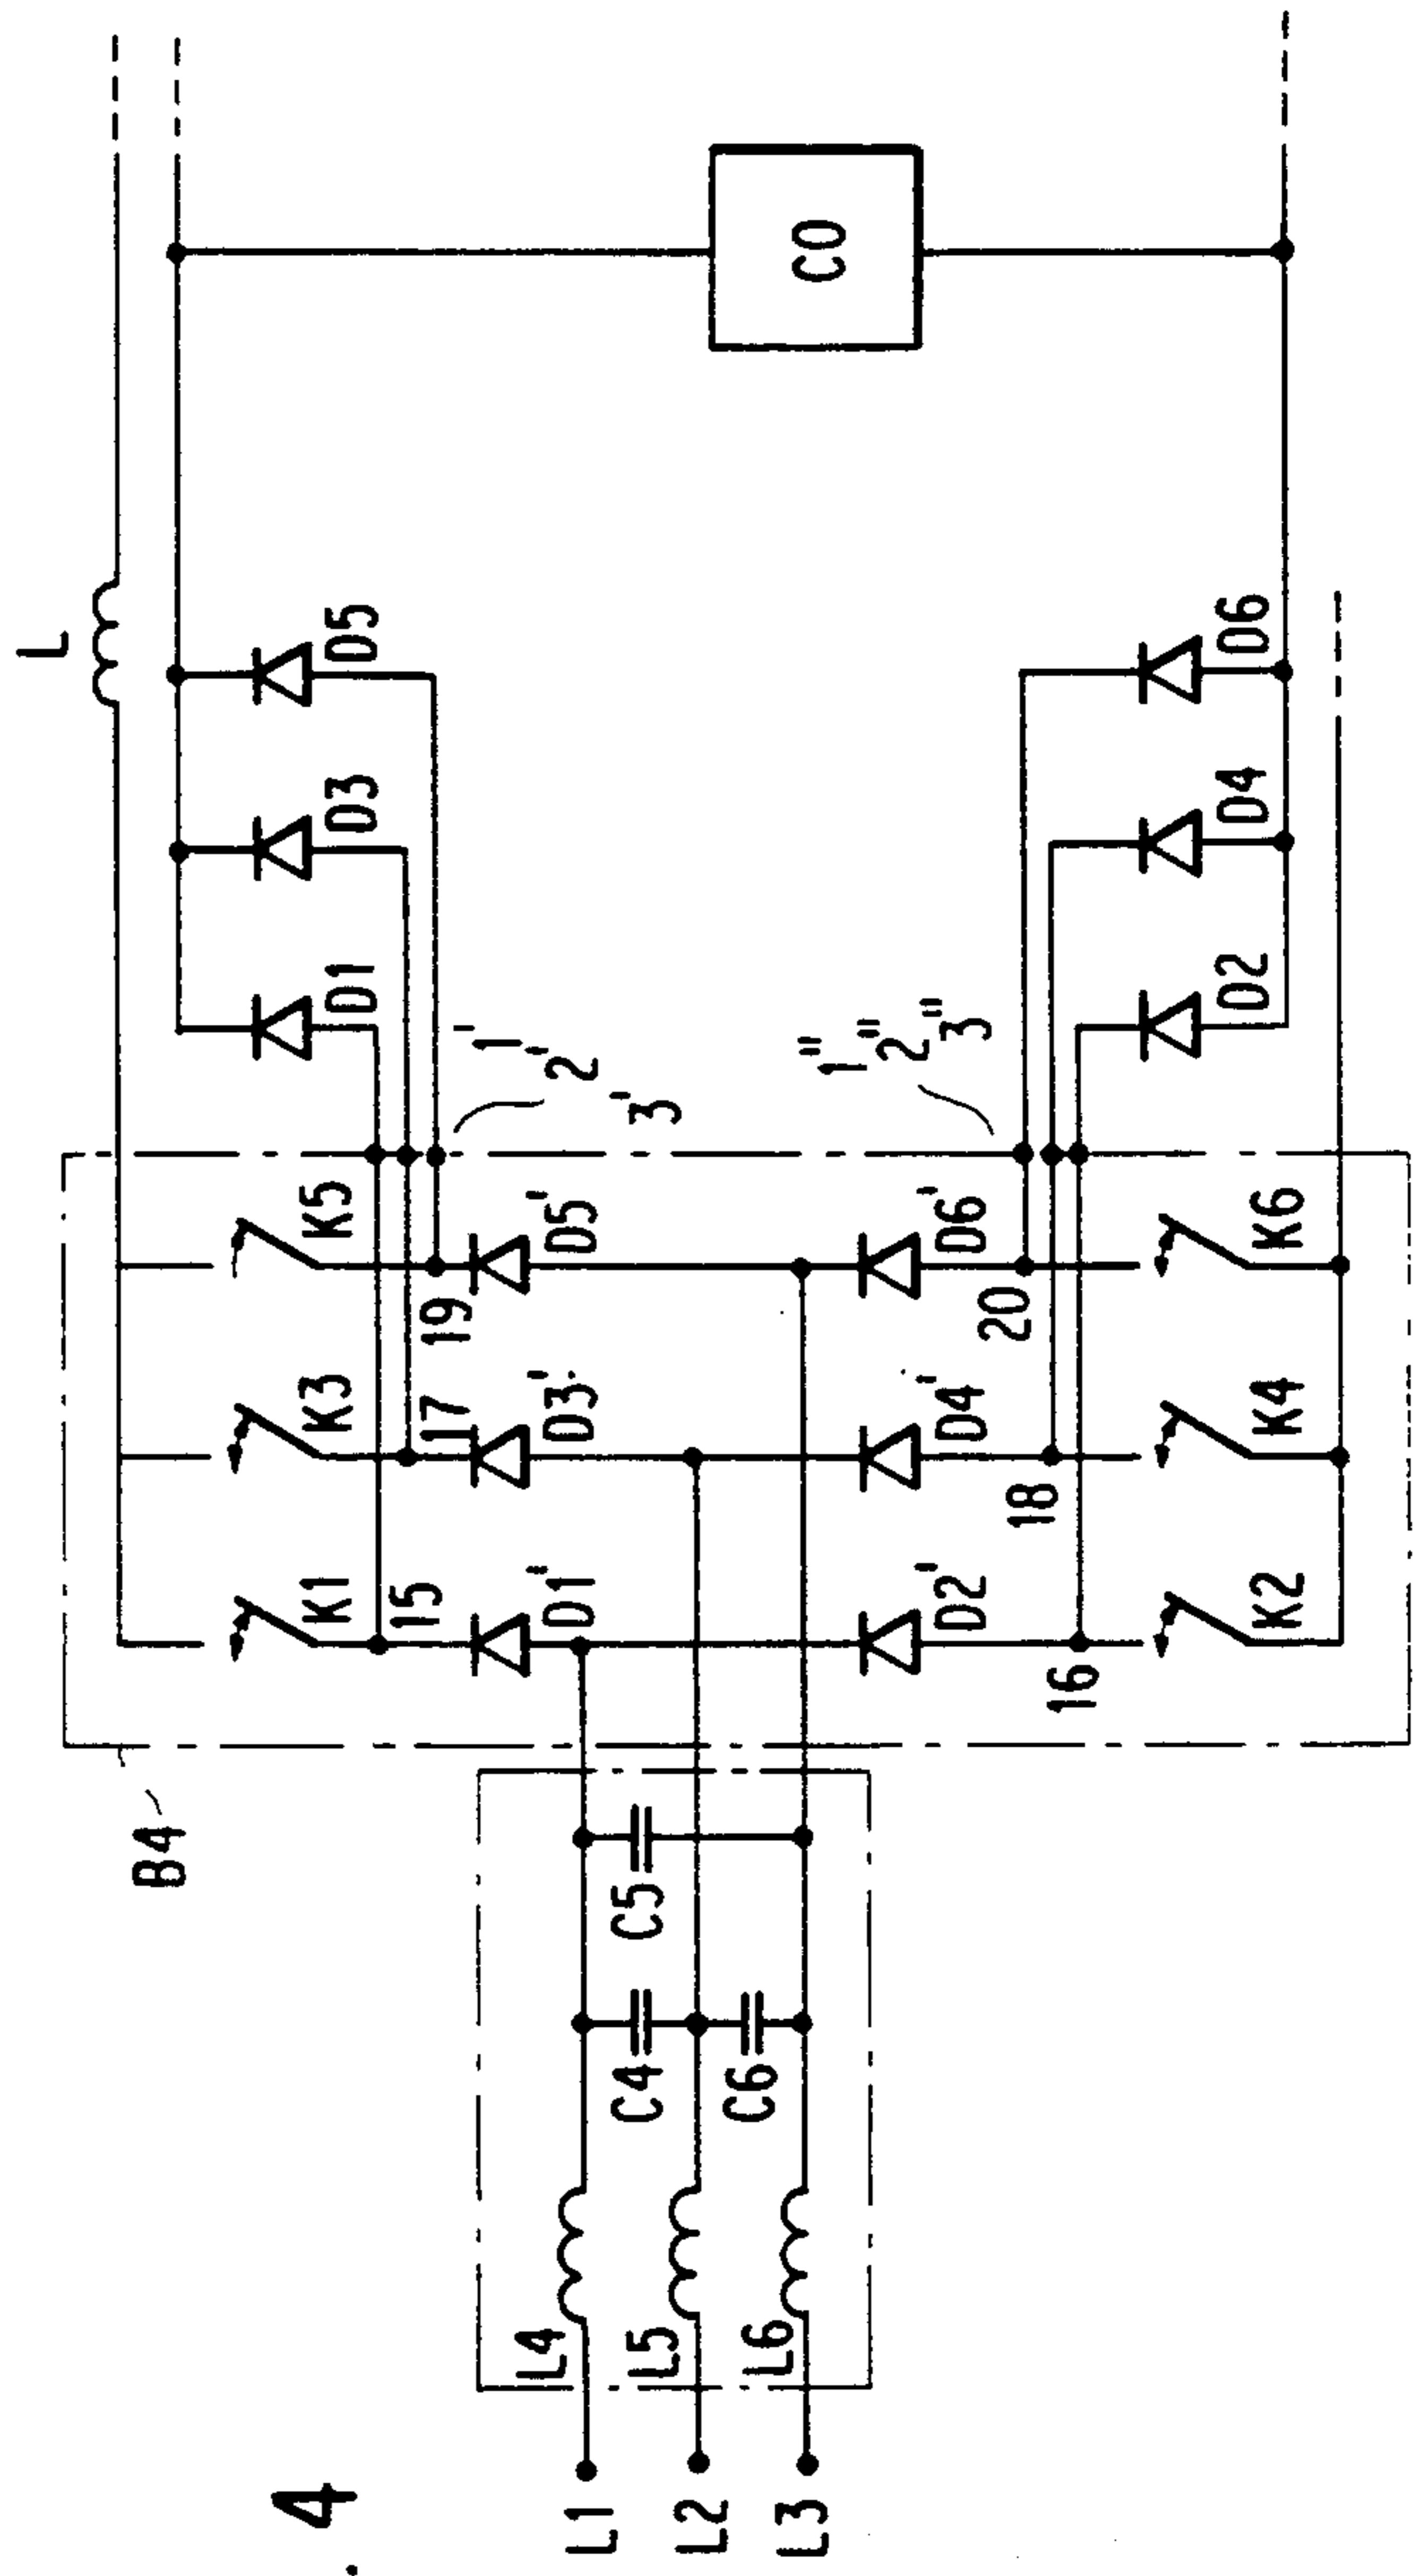 L
B4
. 4
K1 K3 K5
D1 D3 D5
15 17 19
1'
2'
3'
L4
D1' D3' D5'
L1
C4 C5
L5
L2
C6
L6
L3
CO
1"
2"
3"
D2' D4' D6'
20
18
16
D2 D4 D6
K2 K4 K6